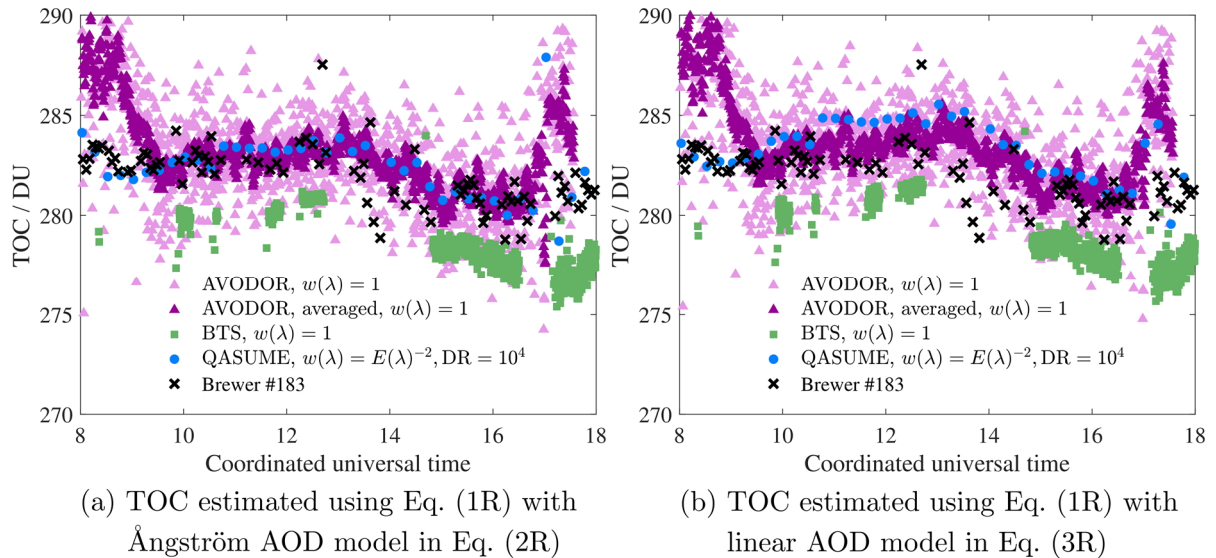 290
285
280
275
270
TOC / DU
AVODOR, w(λ) = 1
AVODOR, averaged, w(λ) = 1
BTS, w(λ) = 1
QASUME, w(λ) = E(λ)⁻², DR = 10⁴
Brewer #183
8 10 12 14 16 18
Coordinated universal time
(a) TOC estimated using Eq. (1R) with
Ångström AOD model in Eq. (2R)
290
285
280
275
270
TOC / DU
AVODOR, w(λ) = 1
AVODOR, averaged, w(λ) = 1
BTS, w(λ) = 1
QASUME, w(λ) = E(λ)⁻², DR = 10⁴
Brewer #183
8 10 12 14 16 18
Coordinated universal time
(b) TOC estimated using Eq. (1R) with
linear AOD model in Eq. (3R)